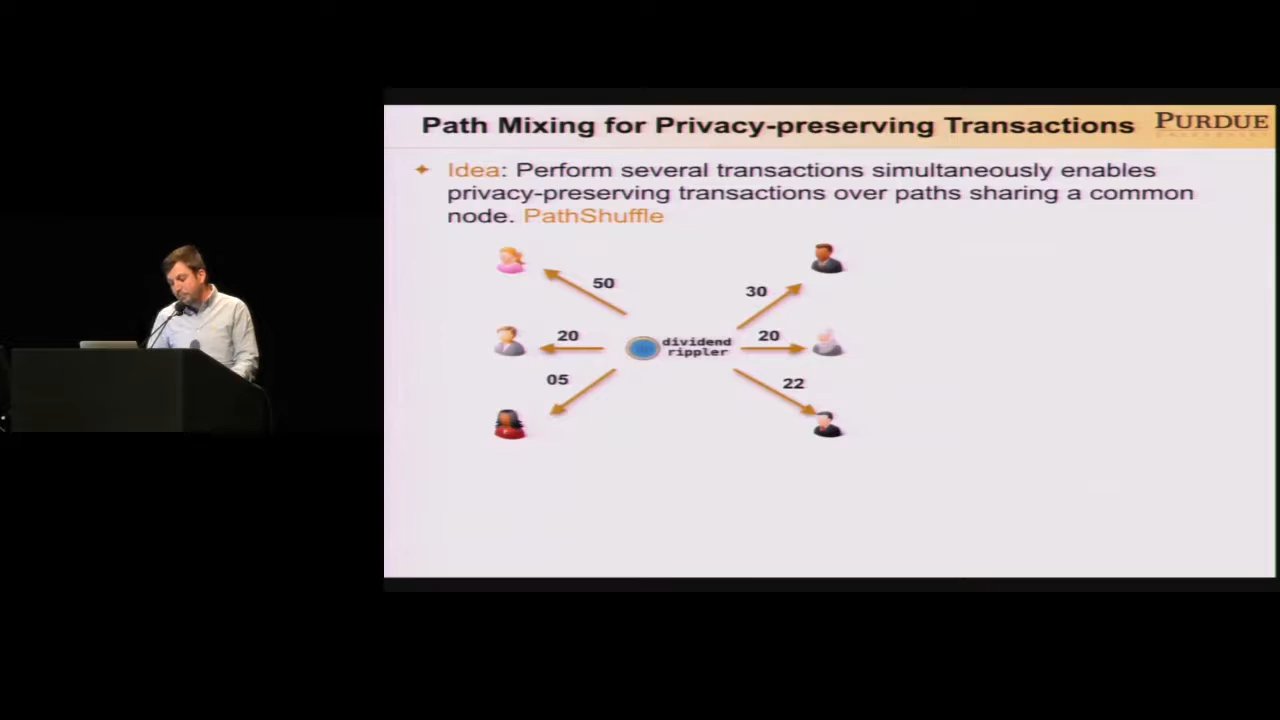 Path Mixing for Privacy-preserving Transactions
PURDUE
Idea: Perform several transactions simultaneously enables
privacy-preserving transactions over paths sharing a common
node. PathShuffle
50
30
20
dividend
rippler
20
05
22